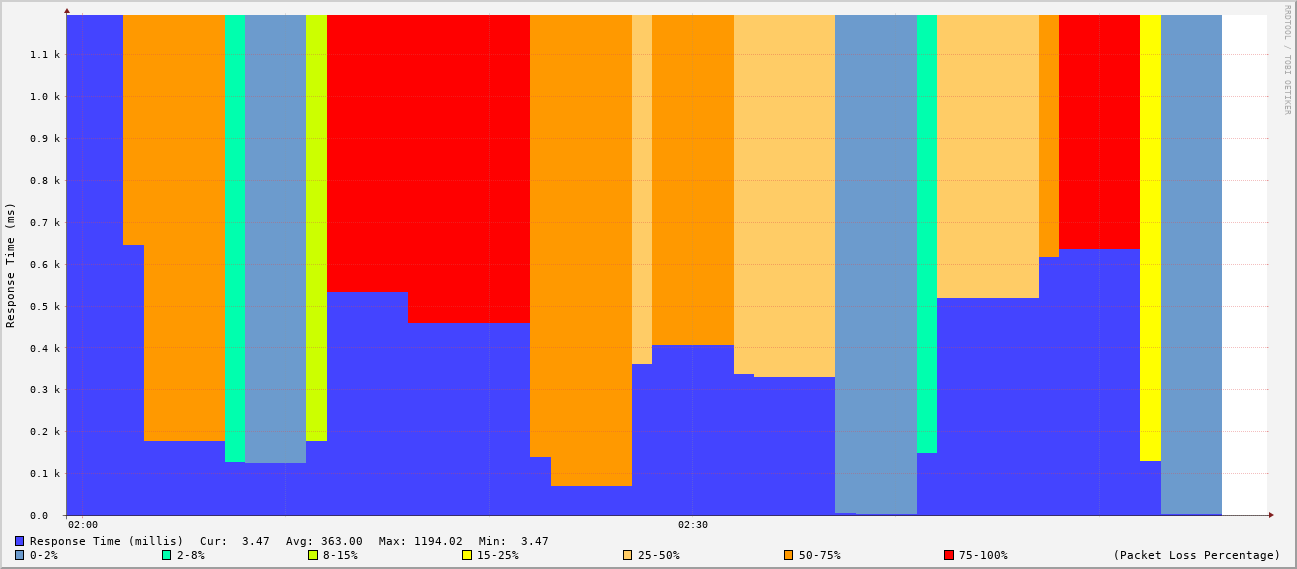 RRDTOOL / TOBI OETIKER
Response Time (ms)
1.1 k
1.0 k
0.9 k
0.8 k
0.7 k
0.6 k
0.5 k
0.4 k
0.3 k
0.2 k
0.1 k
0.0
02:00 02:30
Response Time (millis) Cur: 3.47 Avg: 363.00 Max: 1194.02 Min: 3.47
0-2% 2-8% 8-15% 15-25% 25-50% 50-75% 75-100% (Packet Loss Percentage)